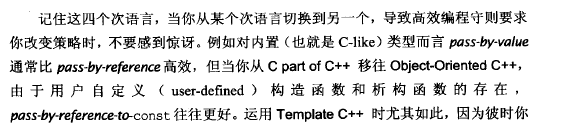 记住这四个次语言，当你从某个次语言切换到另一个，导致高效编程守则要求
你改变策略时，不要感到惊讶。例如对内置（也就是 C-like）类型而言 pass-by-value
通常比 pass-by-reference 高效，但当你从 C part of C++ 移往 Object-Oriented C++，
由于用户自定义（user-defined）构造函数和析构函数的存在，
pass-by-reference-to-const 往往更好。运用 Template C++ 时尤其如此，因为彼时你